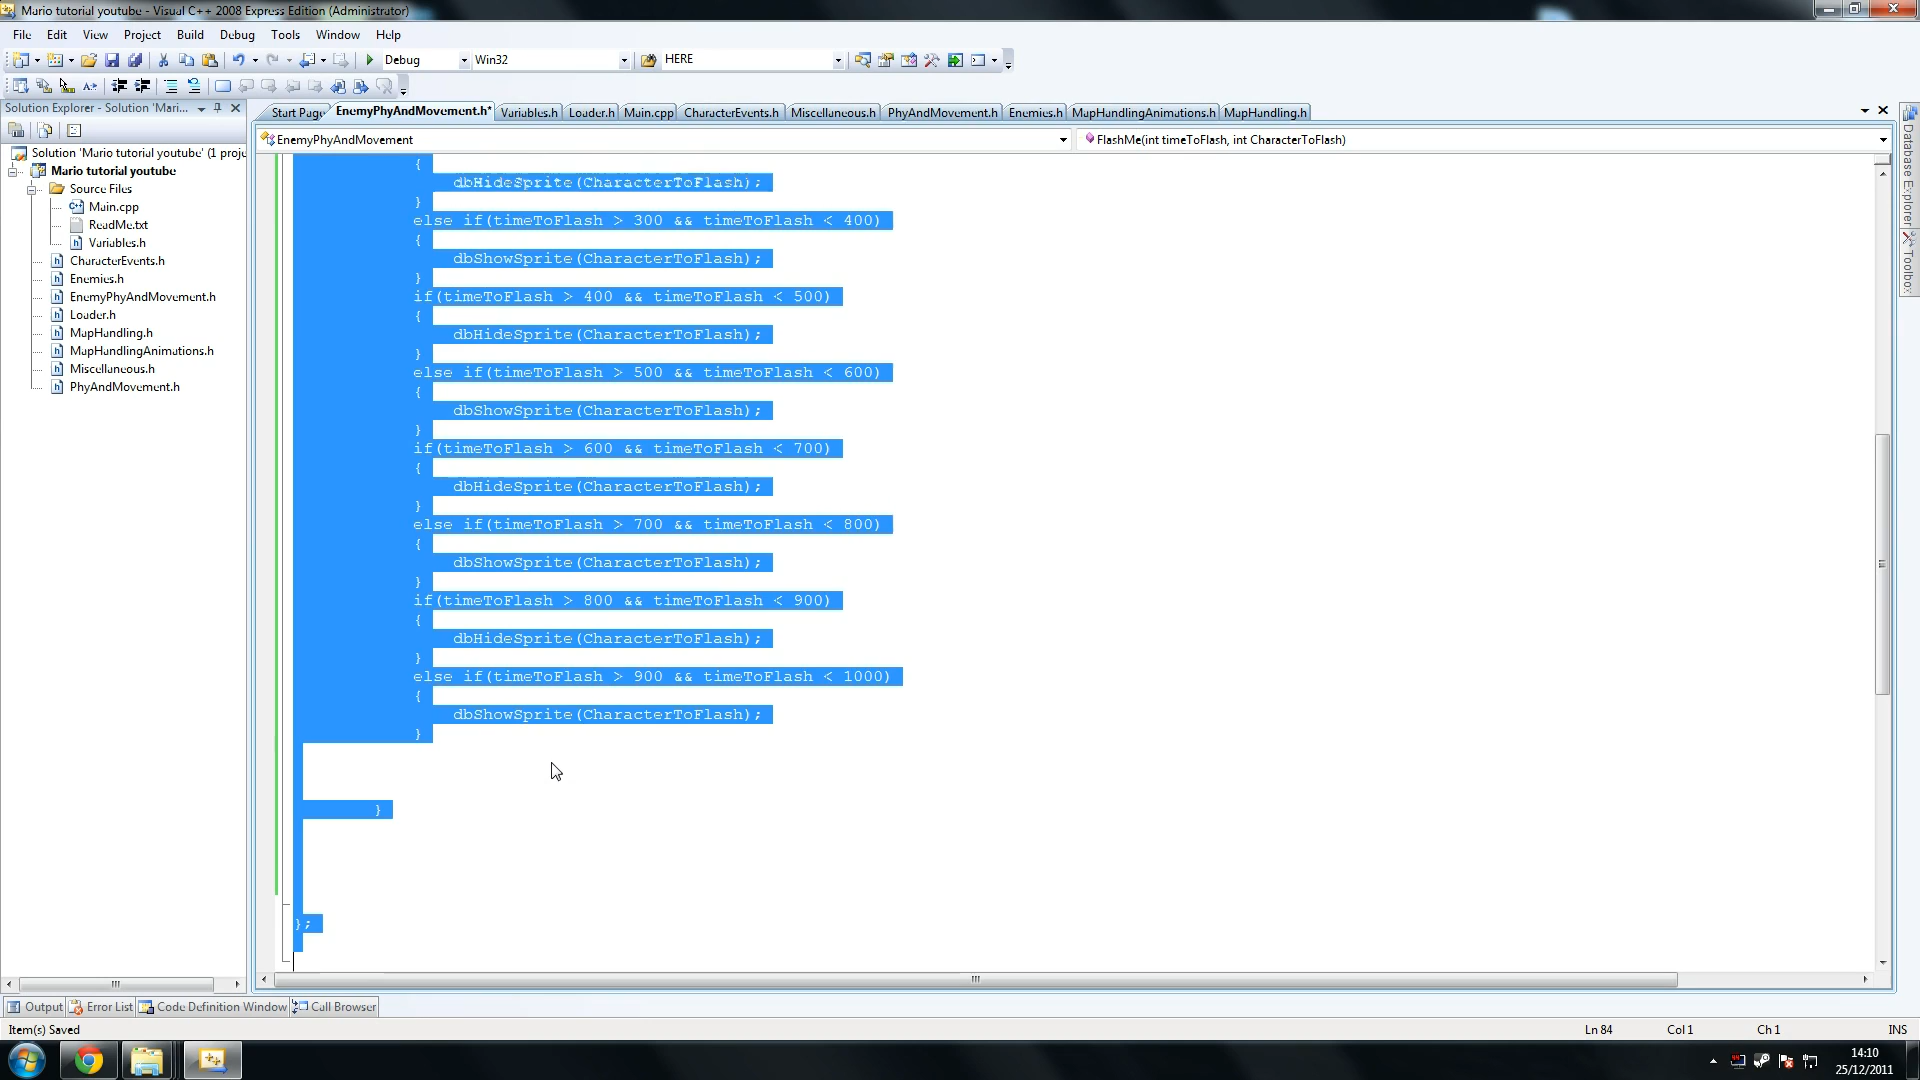 Mario tutorial youtube - Visual C++ 2008 Express Edition (Administrator)
File Edit View Project Build Debug Tools Window Help
Debug Win32 HERE
Solution Explorer - Solution 'Mari...
Start Page EnemyPhyAndMovement.h* Variables.h Loader.h Main.cpp CharacterEvents.h Miscellaneous.h PhyAndMovement.h Enemies.h MapHandlingAnimations.h MapHandling.h
EnemyPhyAndMovement FlashMe(int timeToFlash, int CharacterToFlash)
Solution 'Mario tutorial youtube' (1 proje
Mario tutorial youtube
Source Files
Main.cpp
ReadMe.txt
Variables.h
CharacterEvents.h
Enemies.h
EnemyPhyAndMovement.h
Loader.h
MapHandling.h
MapHandlingAnimations.h
Miscellaneous.h
PhyAndMovement.h
{
dbHideSprite(CharacterToFlash);
}
else if(timeToFlash > 300 && timeToFlash < 400)
{
dbShowSprite(CharacterToFlash);
}
if(timeToFlash > 400 && timeToFlash < 500)
{
dbHideSprite(CharacterToFlash);
}
else if(timeToFlash > 500 && timeToFlash < 600)
{
dbShowSprite(CharacterToFlash);
}
if(timeToFlash > 600 && timeToFlash < 700)
{
dbHideSprite(CharacterToFlash);
}
else if(timeToFlash > 700 && timeToFlash < 800)
{
dbShowSprite(CharacterToFlash);
}
if(timeToFlash > 800 && timeToFlash < 900)
{
dbHideSprite(CharacterToFlash);
}
else if(timeToFlash > 900 && timeToFlash < 1000)
{
dbShowSprite(CharacterToFlash);
}
}
};
Database Explorer
Toolbox
Output Error List Code Definition Window Call Browser
Item(s) Saved Ln 84 Col 1 Ch 1 INS
14:10
25/12/2011